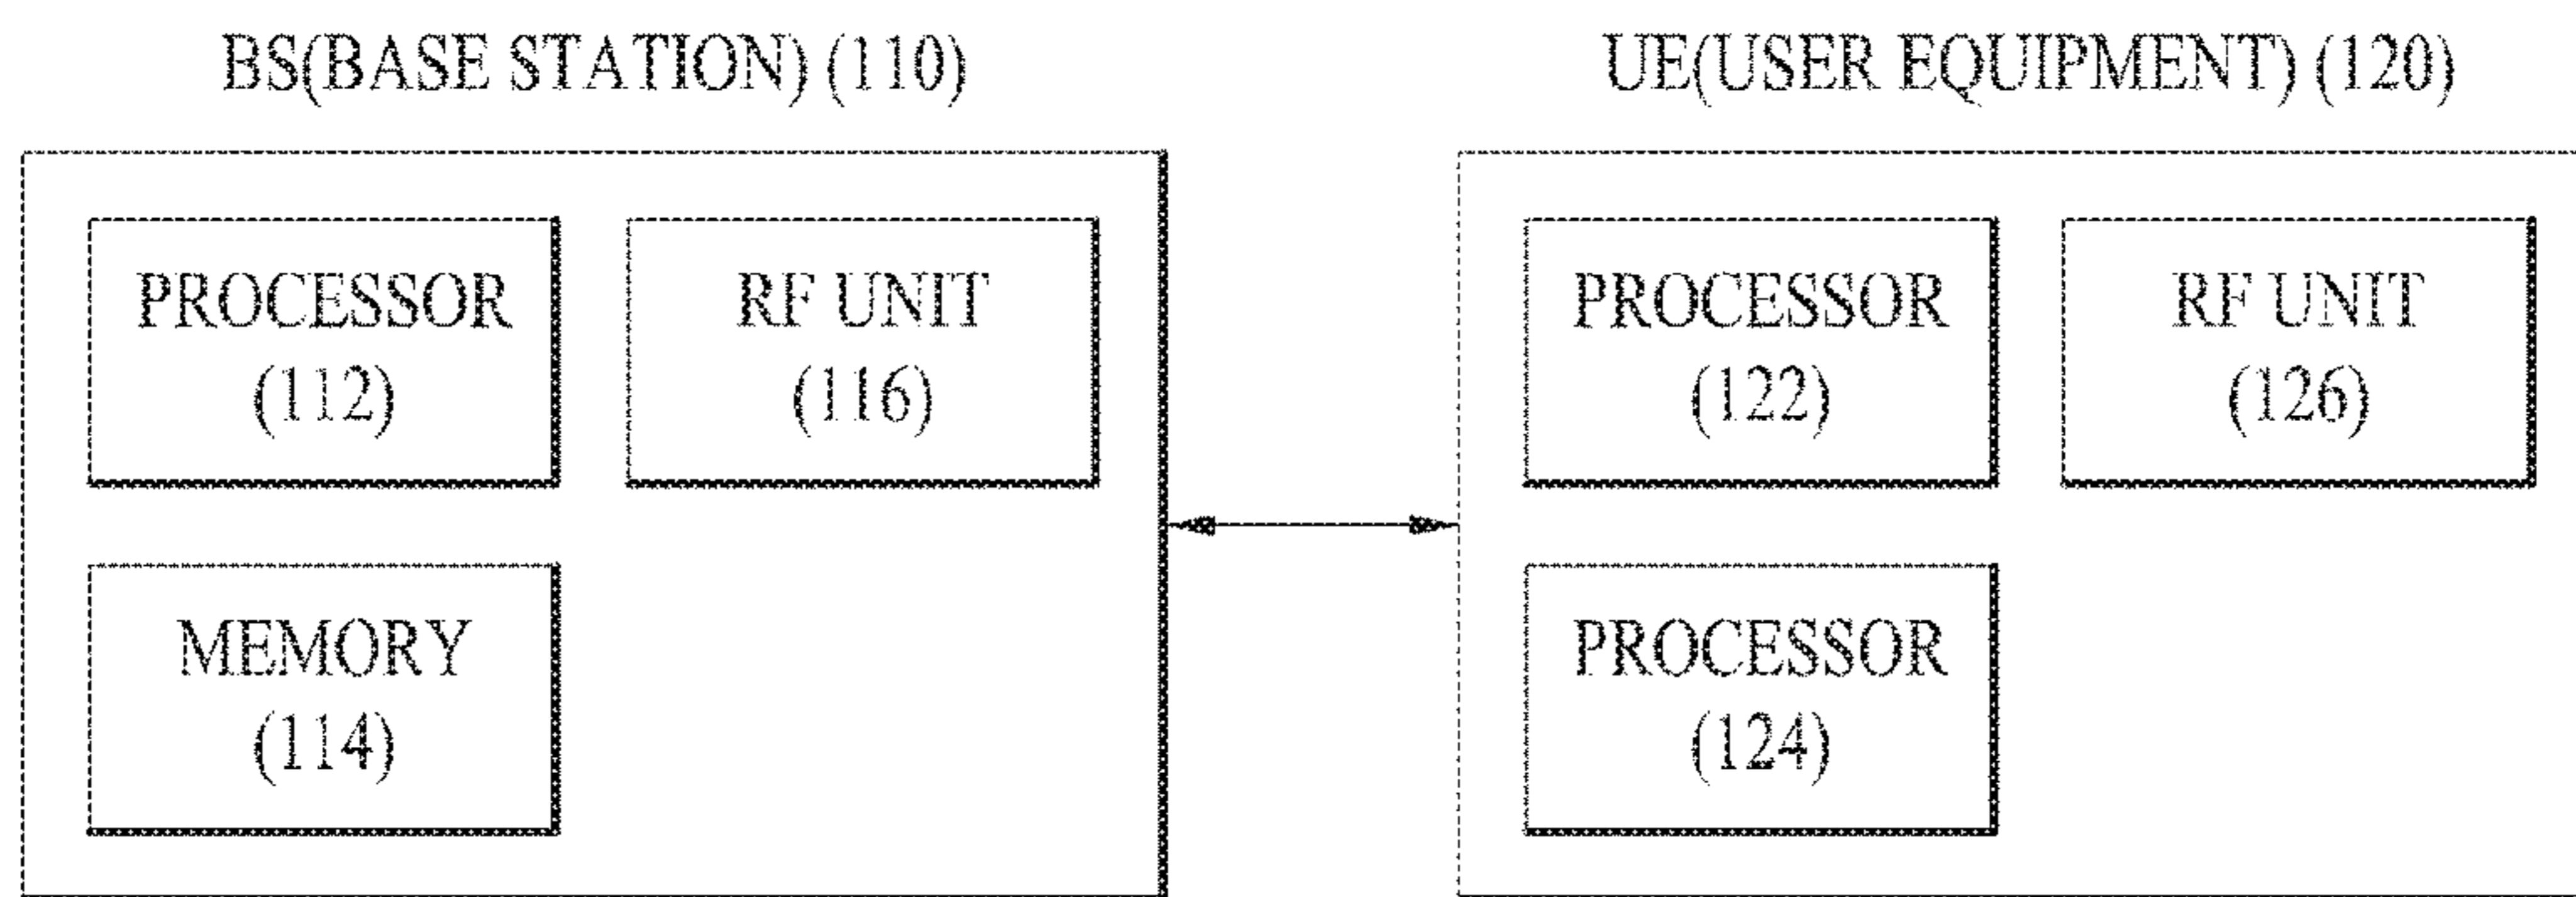 BS(BASE STATION) (110)
UE(USER EQUIPMENT) (120)
PROCESSOR
(112)
RF UNIT
(116)
MEMORY
(114)
PROCESSOR
(122)
RF UNIT
(126)
PROCESSOR
(124)